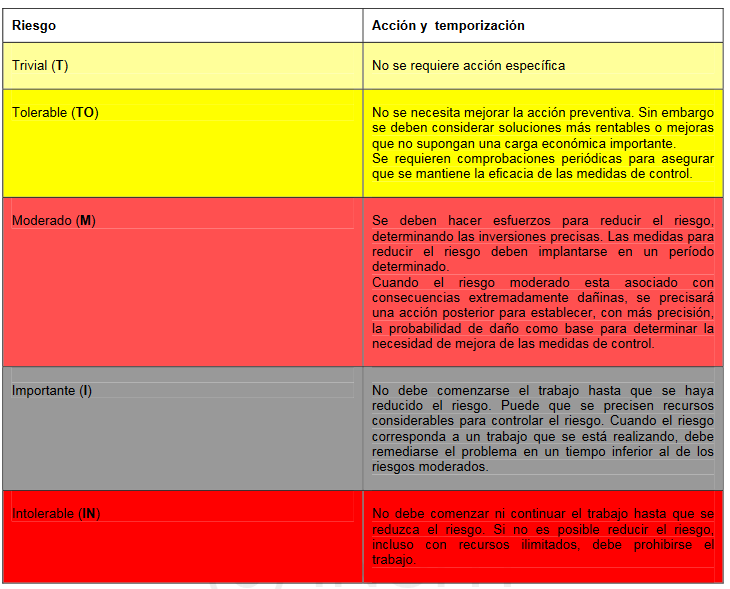 Riesgo
Acción y temporización
Trivial (T)
No se requiere acción específica
Tolerable (TO)
No se necesita mejorar la acción preventiva. Sin embargo
se deben considerar soluciones más rentables o mejoras
que no supongan una carga económica importante.
Se requieren comprobaciones periódicas para asegurar
que se mantiene la eficacia de las medidas de control.
Moderado (M)
Se deben hacer esfuerzos para reducir el riesgo,
determinando las inversiones precisas. Las medidas para
reducir el riesgo deben implantarse en un período
determinado.
Cuando el riesgo moderado esta asociado con
consecuencias extremadamente dañinas, se precisará
una acción posterior para establecer, con más precisión,
la probabilidad de daño como base para determinar la
necesidad de mejora de las medidas de control.
Importante (I)
No debe comenzarse el trabajo hasta que se haya
reducido el riesgo. Puede que se precisen recursos
considerables para controlar el riesgo. Cuando el riesgo
corresponda a un trabajo que se está realizando, debe
remediarse el problema en un tiempo inferior al de los
riesgos moderados.
Intolerable (IN)
No debe comenzar ni continuar el trabajo hasta que se
reduzca el riesgo. Si no es posible reducir el riesgo,
incluso con recursos ilimitados, debe prohibirse el
trabajo.